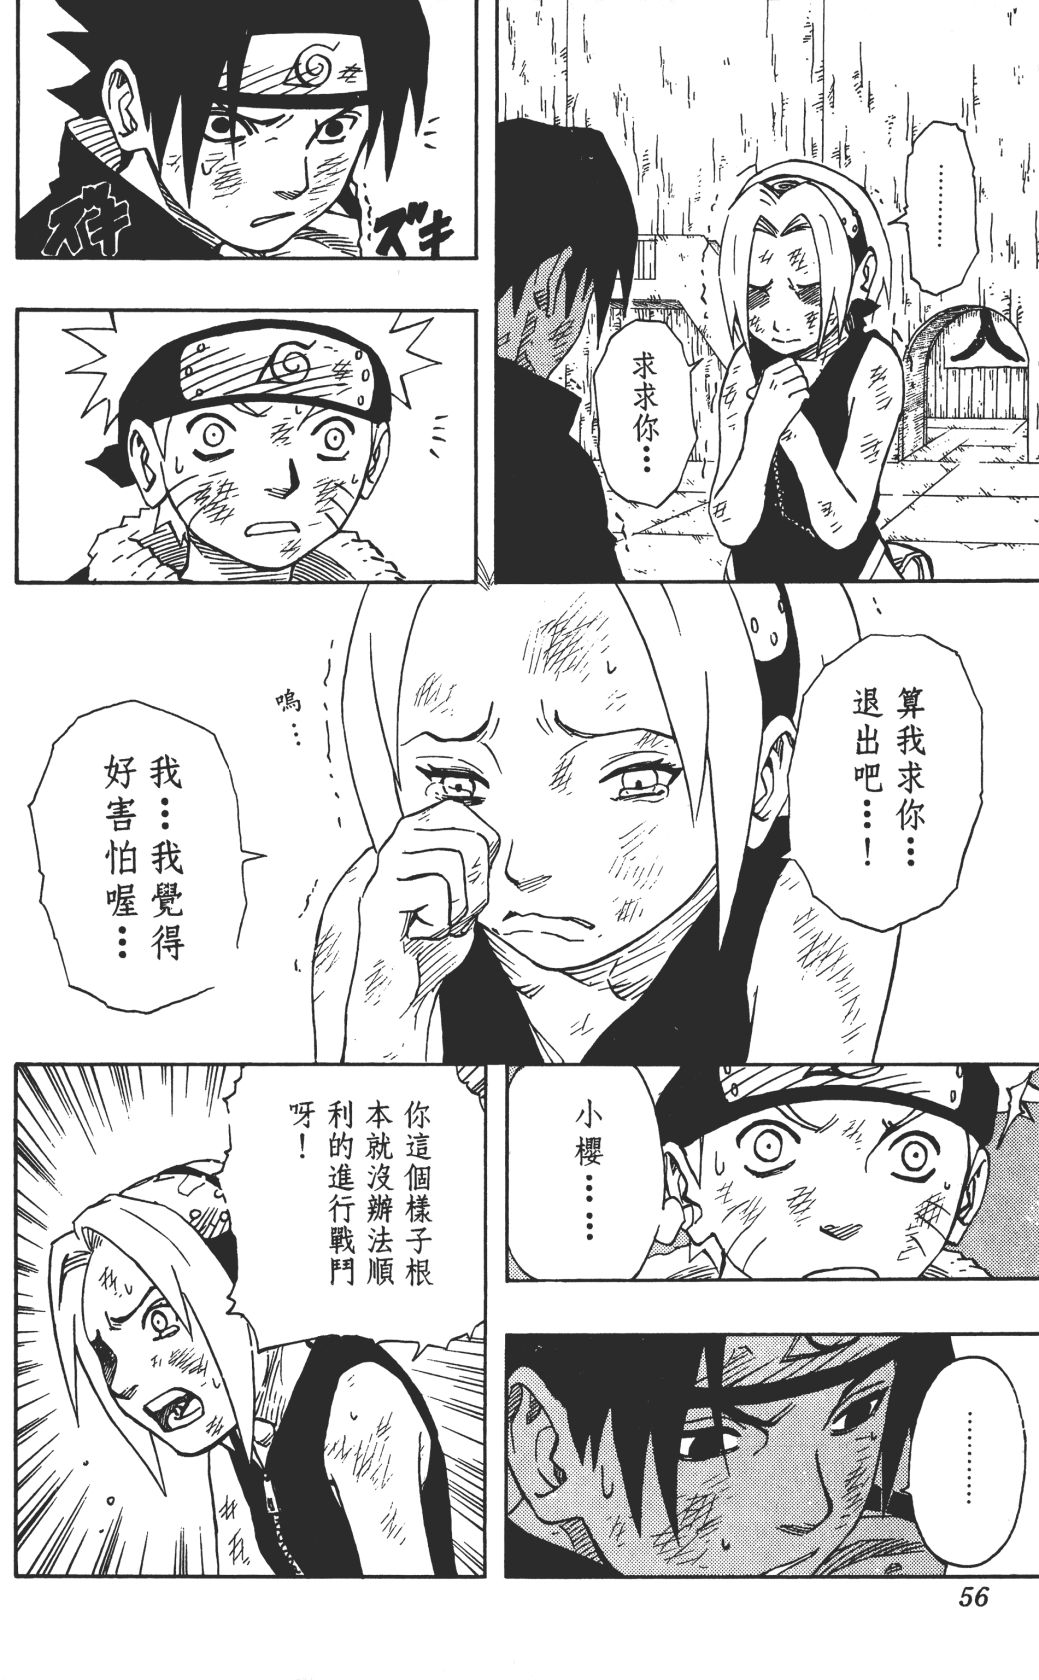 …………
求求你…
ズキ
ズキ
算我求你…
退出吧…！
嗚…
我…我覺得
好害怕喔…
小櫻……
…………
你這個樣子根
本就沒辦法順
利的進行戰鬥
呀！
人
56